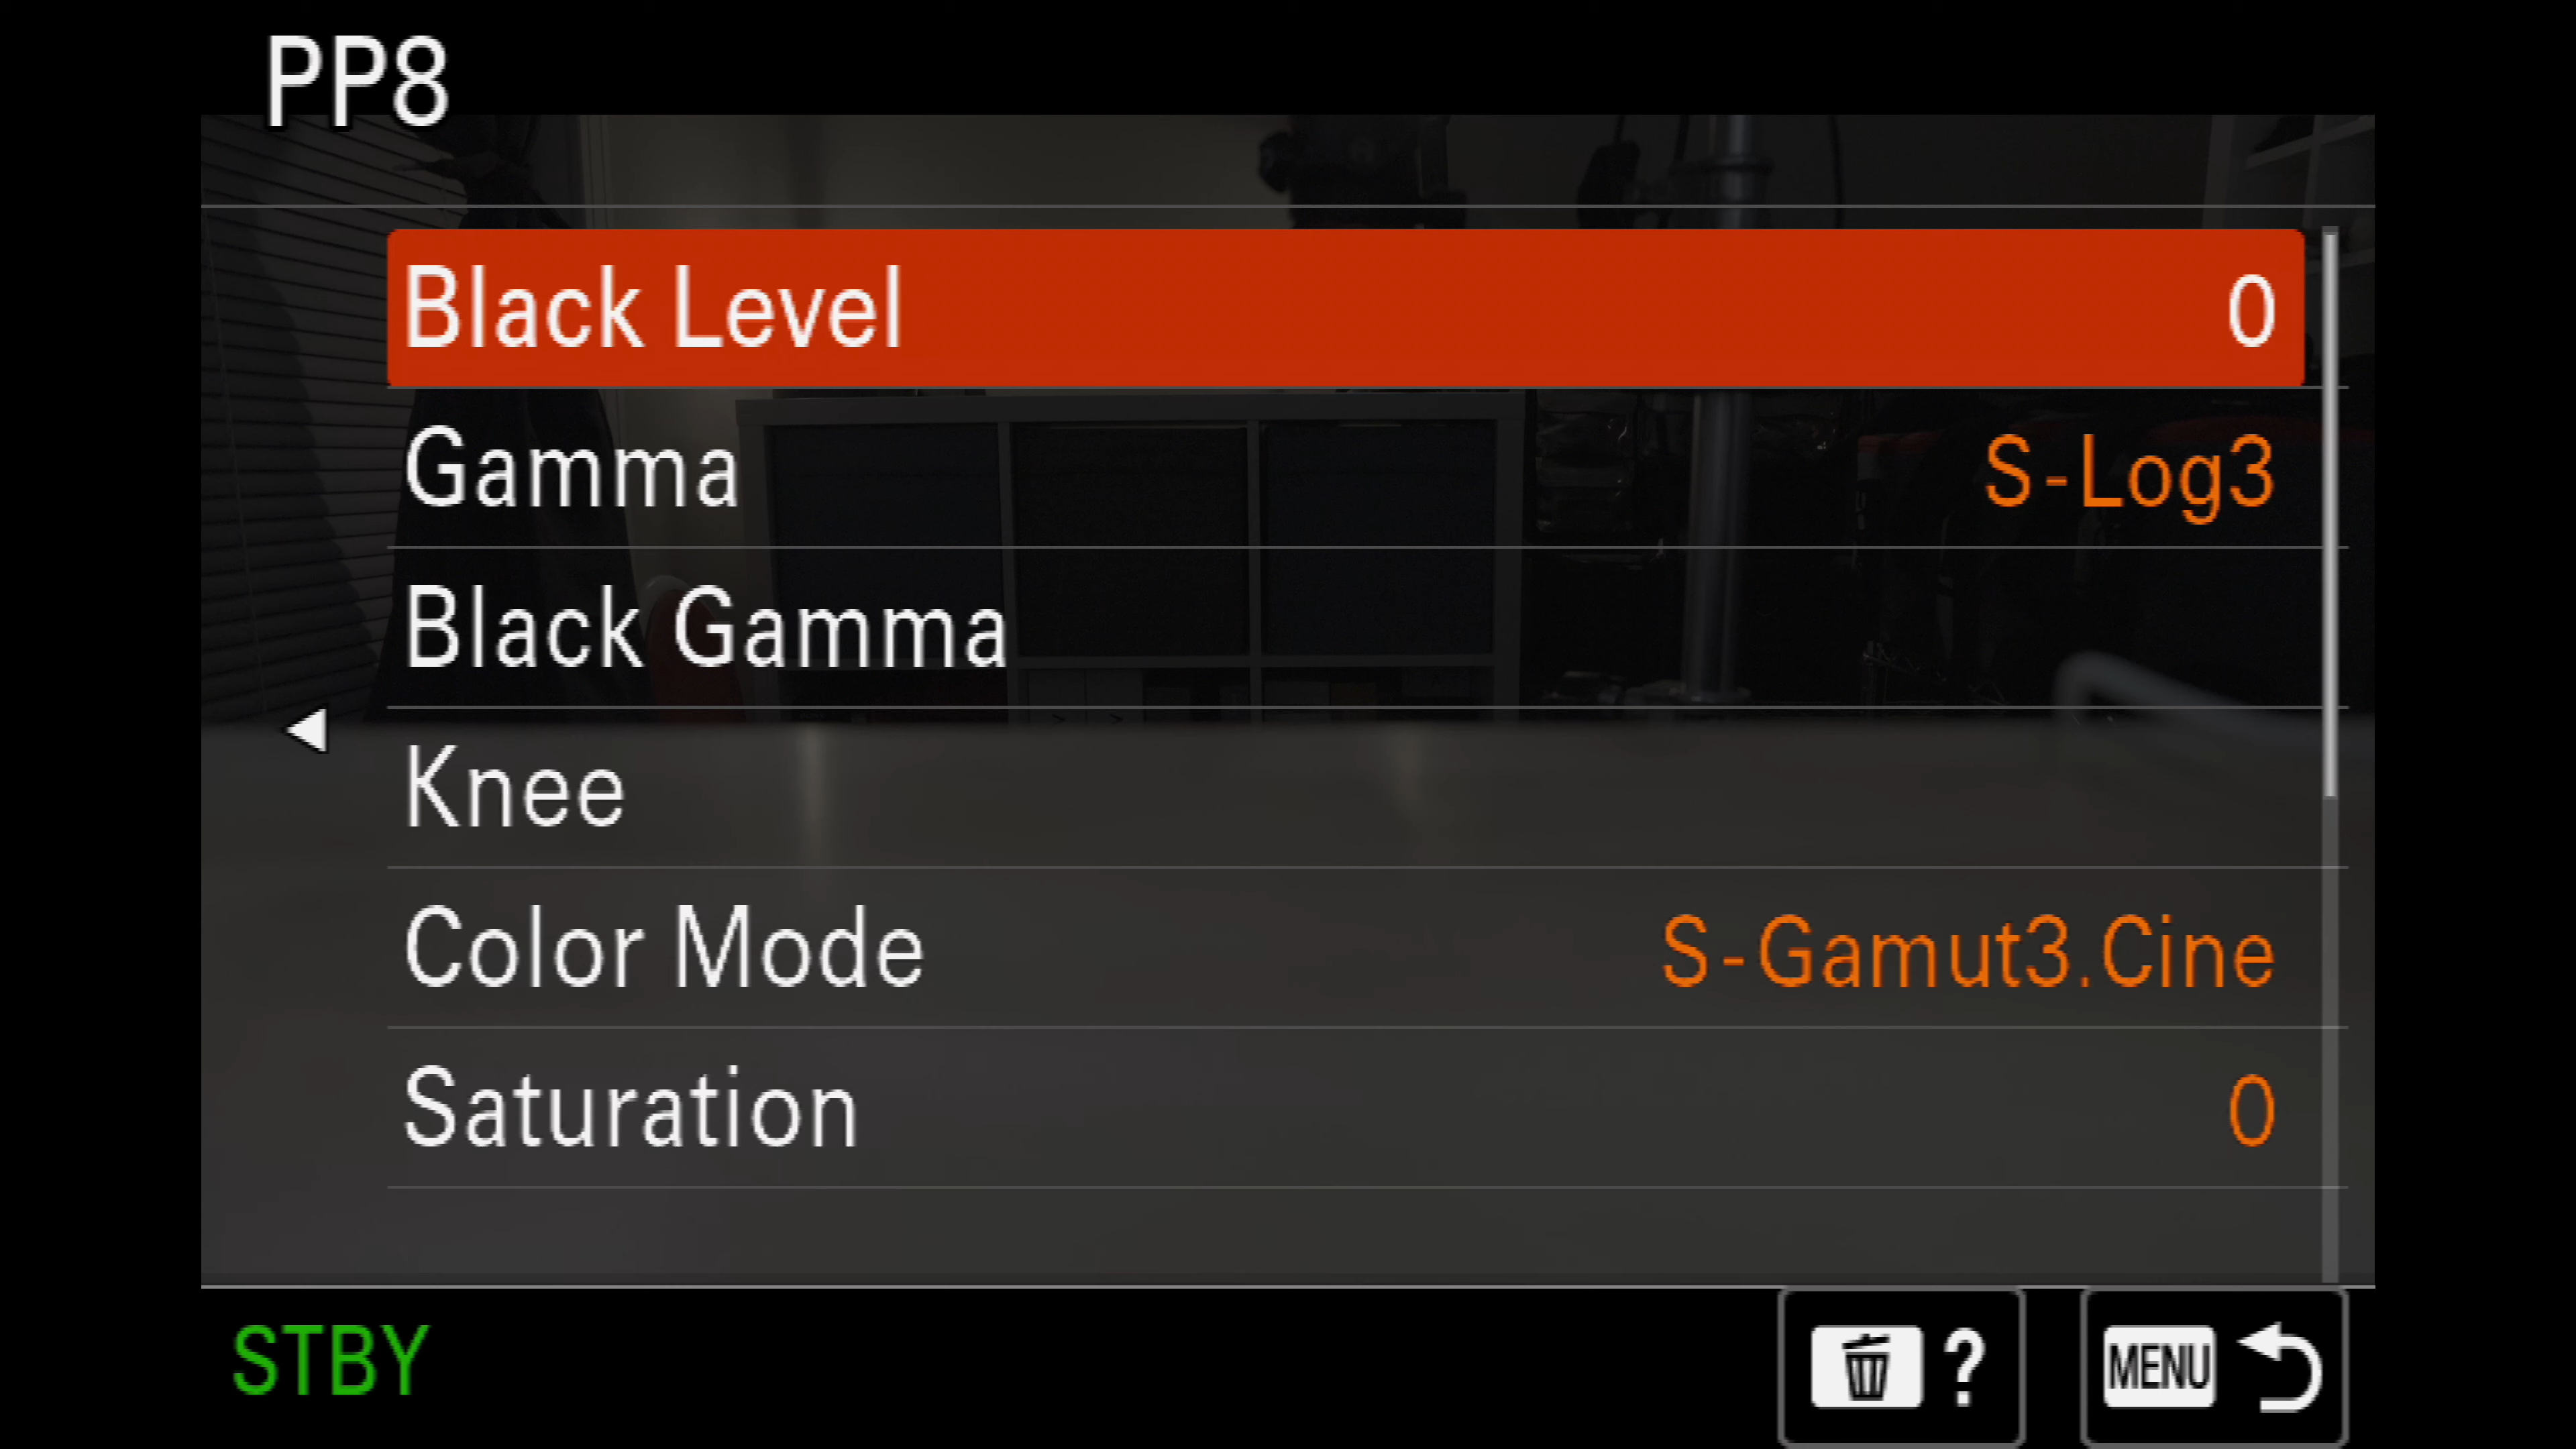 PP8
Black Level 0
Gamma S-Log3
Black Gamma
Knee
Color Mode S-Gamut3.Cine
Saturation 0
STBY ? MENU